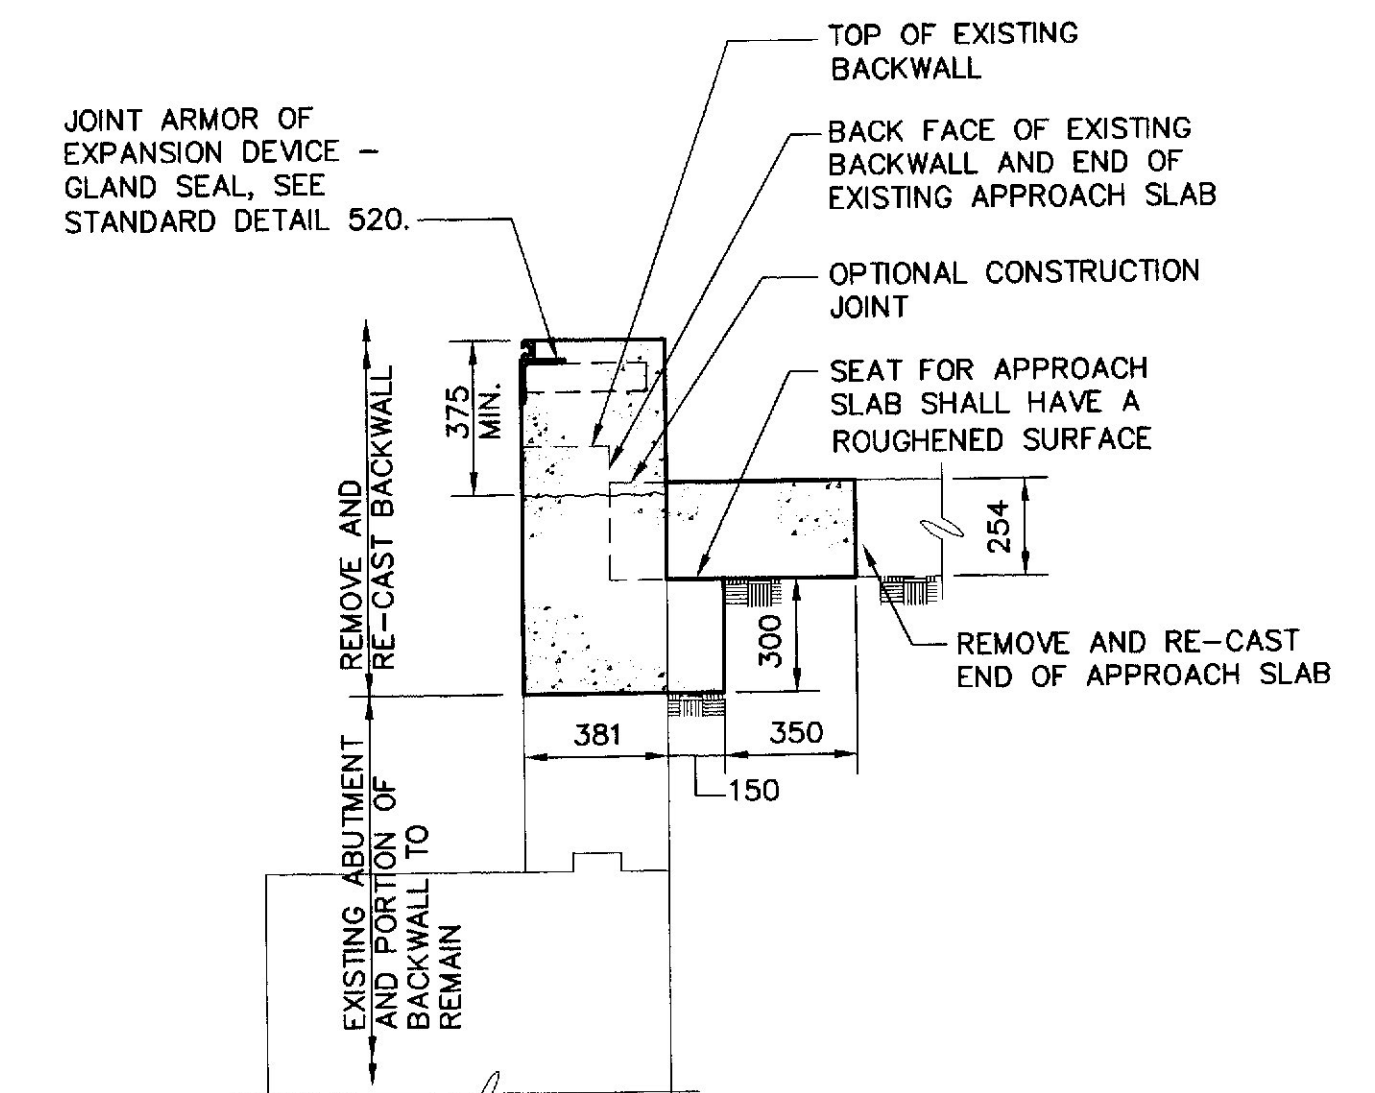 TOP OF EXISTING
BACKWALL
JOINT ARMOR OF
EXPANSION DEVICE -
GLAND SEAL, SEE
STANDARD DETAIL 520.
BACK FACE OF EXISTING
BACKWALL AND END OF
EXISTING APPROACH SLAB
OPTIONAL CONSTRUCTION
JOINT
SEAT FOR APPROACH
SLAB SHALL HAVE A
ROUGHENED SURFACE
375
MIN.
REMOVE AND
RE-CAST BACKWALL
254
300
REMOVE AND RE-CAST
END OF APPROACH SLAB
381
350
150
EXISTING ABUTMENT
AND PORTION OF
BACKWALL TO
REMAIN